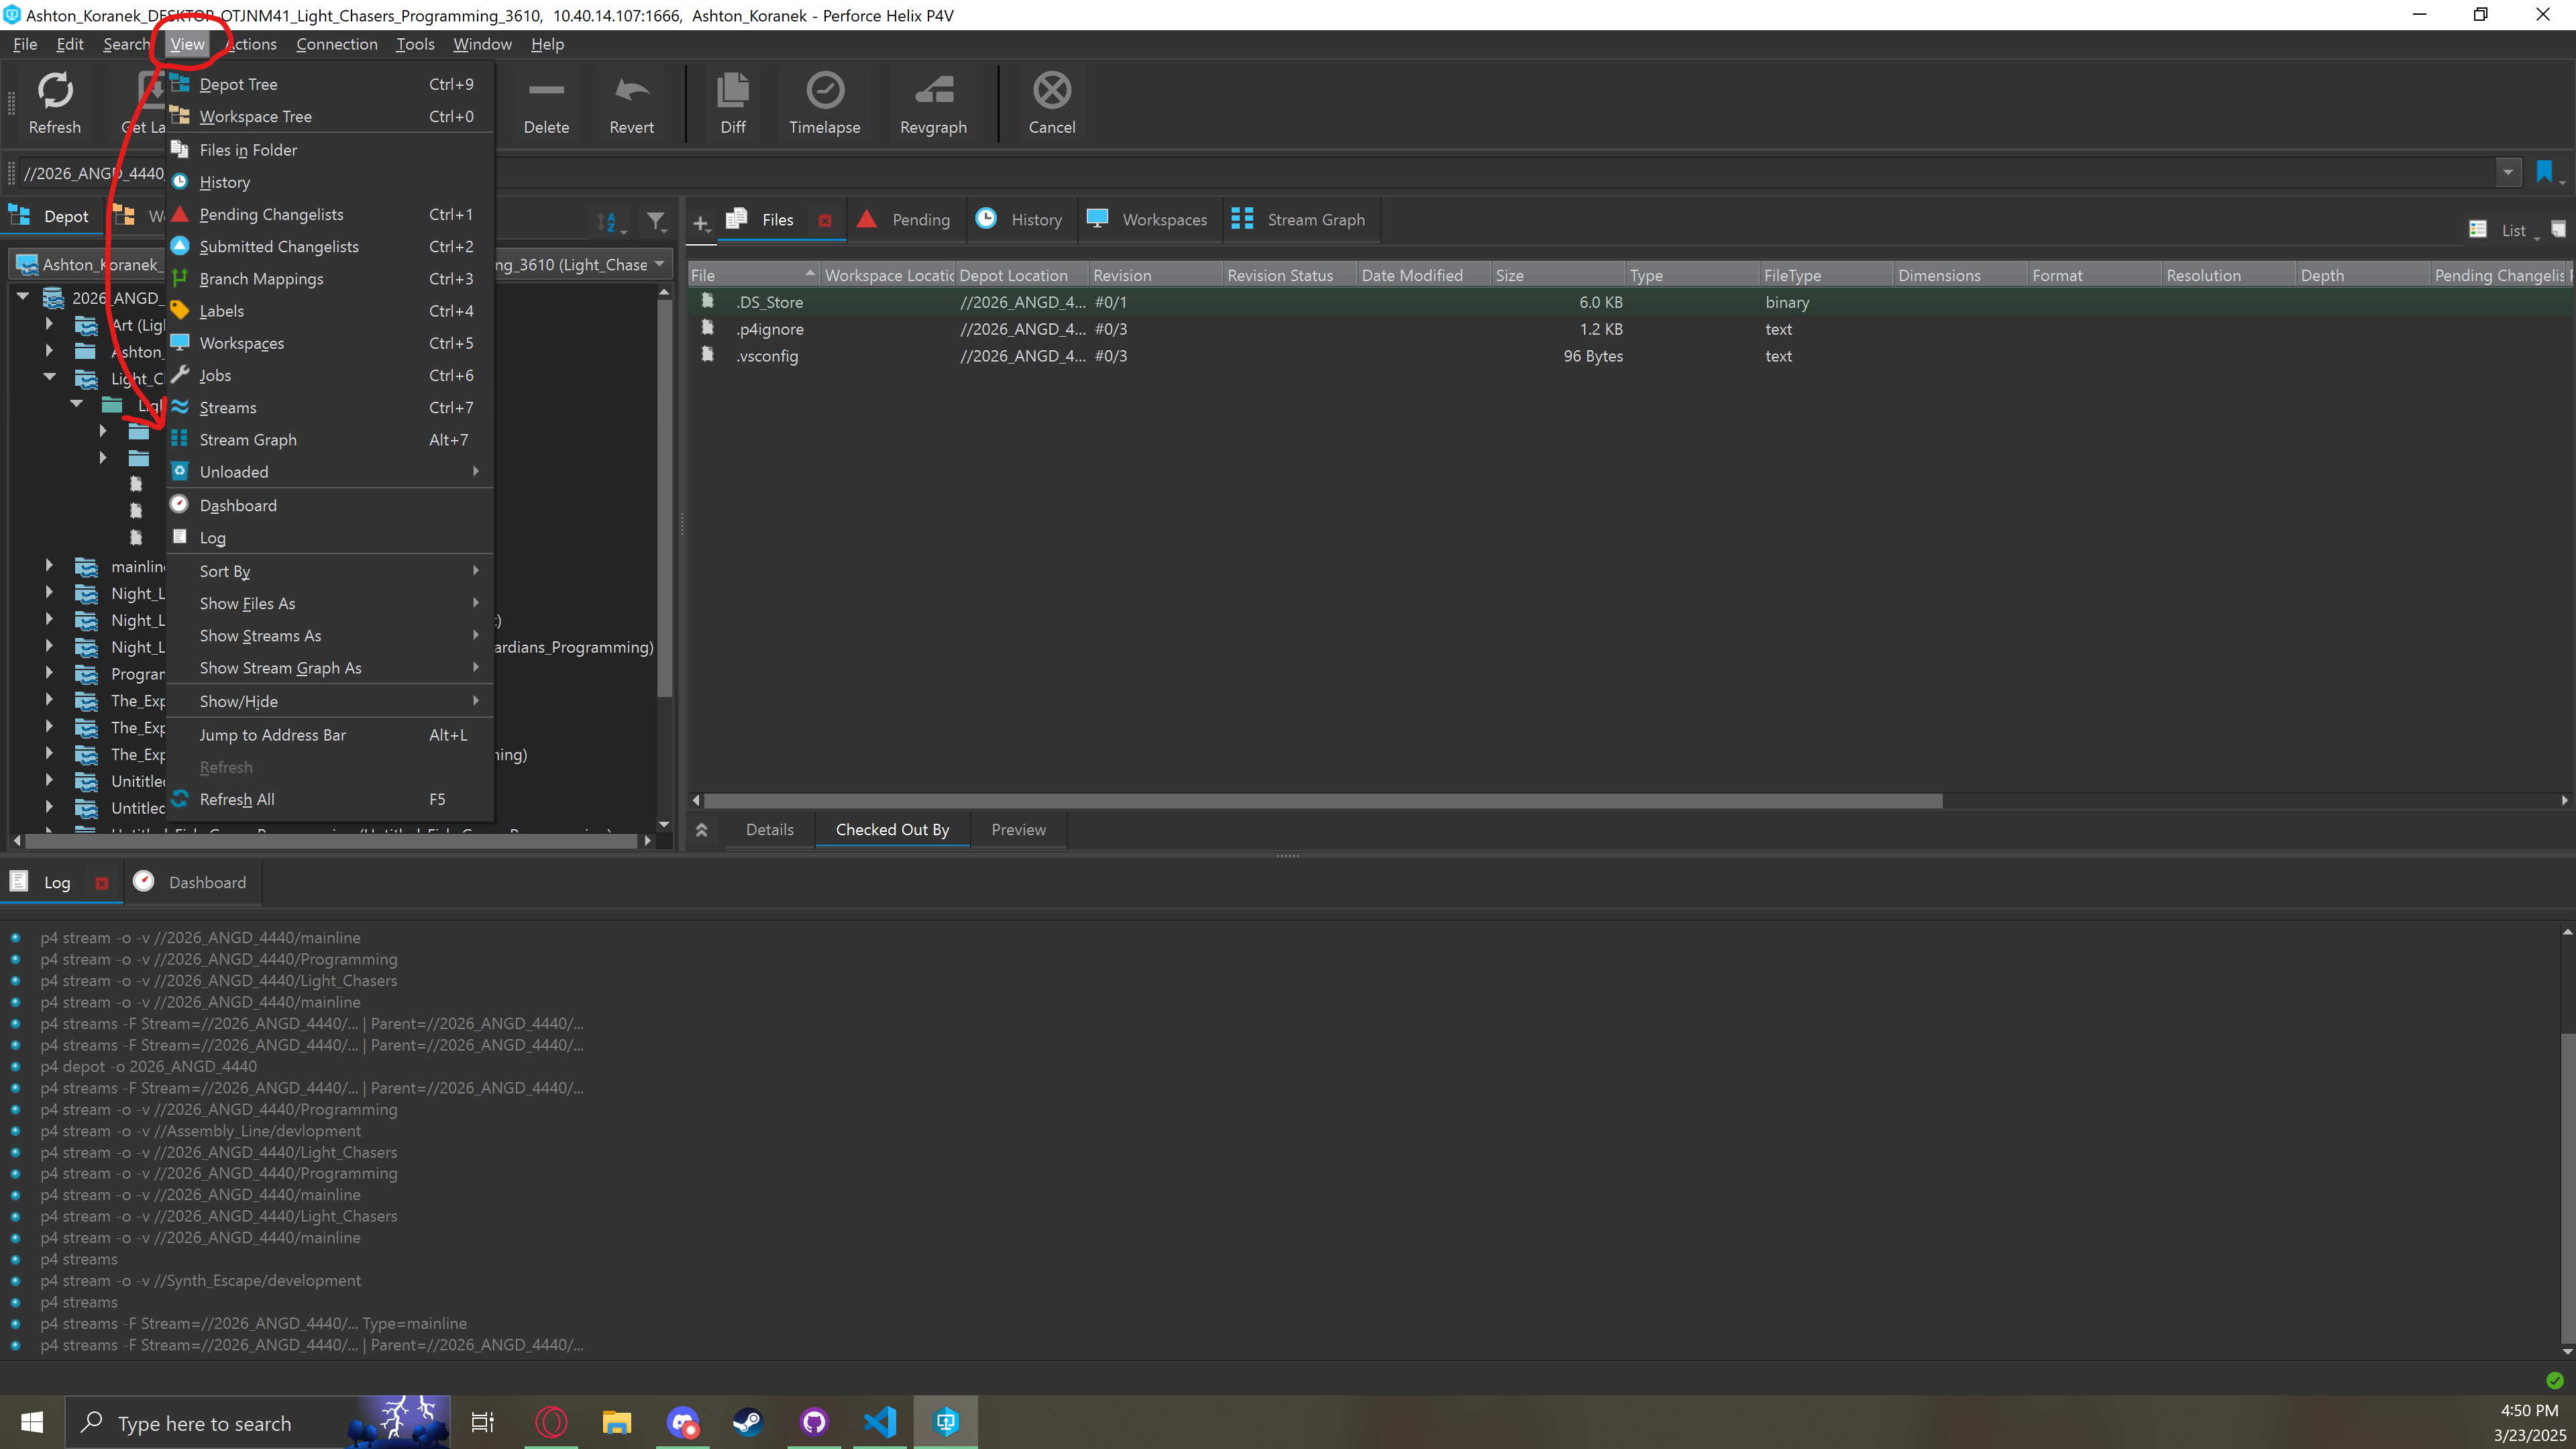 Ashton_Koranek_DESKTOP-OTJNM41_Light_Chasers_Programming_3610, 10.40.14.107:1666, Ashton_Koranek - Perforce Helix P4V
File Edit Search View Actions Connection Tools Window Help
Refresh Get La Delete Revert Diff Timelapse Revgraph Cancel
//2026_ANGD_4440
Depot W
Ashton_Koranek_ ng_3610 (Light_Chase
2026_ANGD_
Art (Lig
Ashton_
Light_C
Lig
mainline
Night_L
Night_L t)
Night_L ardians_Programming)
Program
The_Exp
The_Exp
The_Exp ning)
Unititled
Untitled
Depot Tree Ctrl+9
Workspace Tree Ctrl+0
Files in Folder
History
Pending Changelists Ctrl+1
Submitted Changelists Ctrl+2
Branch Mappings Ctrl+3
Labels Ctrl+4
Workspaces Ctrl+5
Jobs Ctrl+6
Streams Ctrl+7
Stream Graph Alt+7
Unloaded
Dashboard
Log
Sort By
Show Files As
Show Streams As
Show Stream Graph As
Show/Hide
Jump to Address Bar Alt+L
Refresh
Refresh All F5
Files Pending History Workspaces Stream Graph List
File Workspace Locatic Depot Location Revision Revision Status Date Modified Size Type FileType Dimensions Format Resolution Depth Pending Changelis
.DS_Store //2026_ANGD_4... #0/1 6.0 KB binary
.p4ignore //2026_ANGD_4... #0/3 1.2 KB text
.vsconfig //2026_ANGD_4... #0/3 96 Bytes text
Details Checked Out By Preview
Log Dashboard
p4 stream -o -v //2026_ANGD_4440/mainline
p4 stream -o -v //2026_ANGD_4440/Programming
p4 stream -o -v //2026_ANGD_4440/Light_Chasers
p4 stream -o -v //2026_ANGD_4440/mainline
p4 streams -F Stream=//2026_ANGD_4440/... | Parent=//2026_ANGD_4440/...
p4 streams -F Stream=//2026_ANGD_4440/... | Parent=//2026_ANGD_4440/...
p4 depot -o 2026_ANGD_4440
p4 streams -F Stream=//2026_ANGD_4440/... | Parent=//2026_ANGD_4440/...
p4 stream -o -v //2026_ANGD_4440/Programming
p4 stream -o -v //Assembly_Line/devlopment
p4 stream -o -v //2026_ANGD_4440/Light_Chasers
p4 stream -o -v //2026_ANGD_4440/Programming
p4 stream -o -v //2026_ANGD_4440/mainline
p4 stream -o -v //2026_ANGD_4440/Light_Chasers
p4 stream -o -v //2026_ANGD_4440/mainline
p4 streams
p4 stream -o -v //Synth_Escape/development
p4 streams
p4 streams -F Stream=//2026_ANGD_4440/... Type=mainline
p4 streams -F Stream=//2026_ANGD_4440/... | Parent=//2026_ANGD_4440/...
Type here to search
4:50 PM
3/23/2025